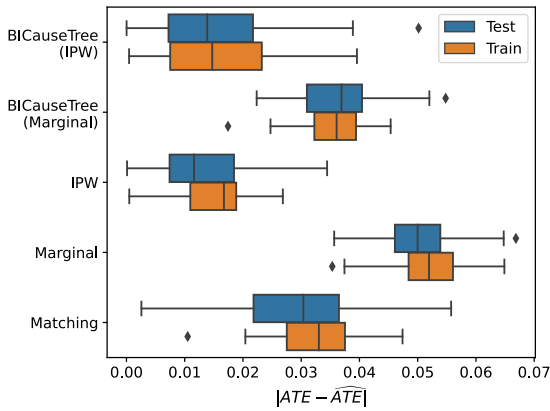 BICauseTree
(IPW)
BICauseTree
(Marginal)
IPW
Marginal
Matching
Test
Train
0.00 0.01 0.02 0.03 0.04 0.05 0.06 0.07
|ATE − \widehat{ATE}|